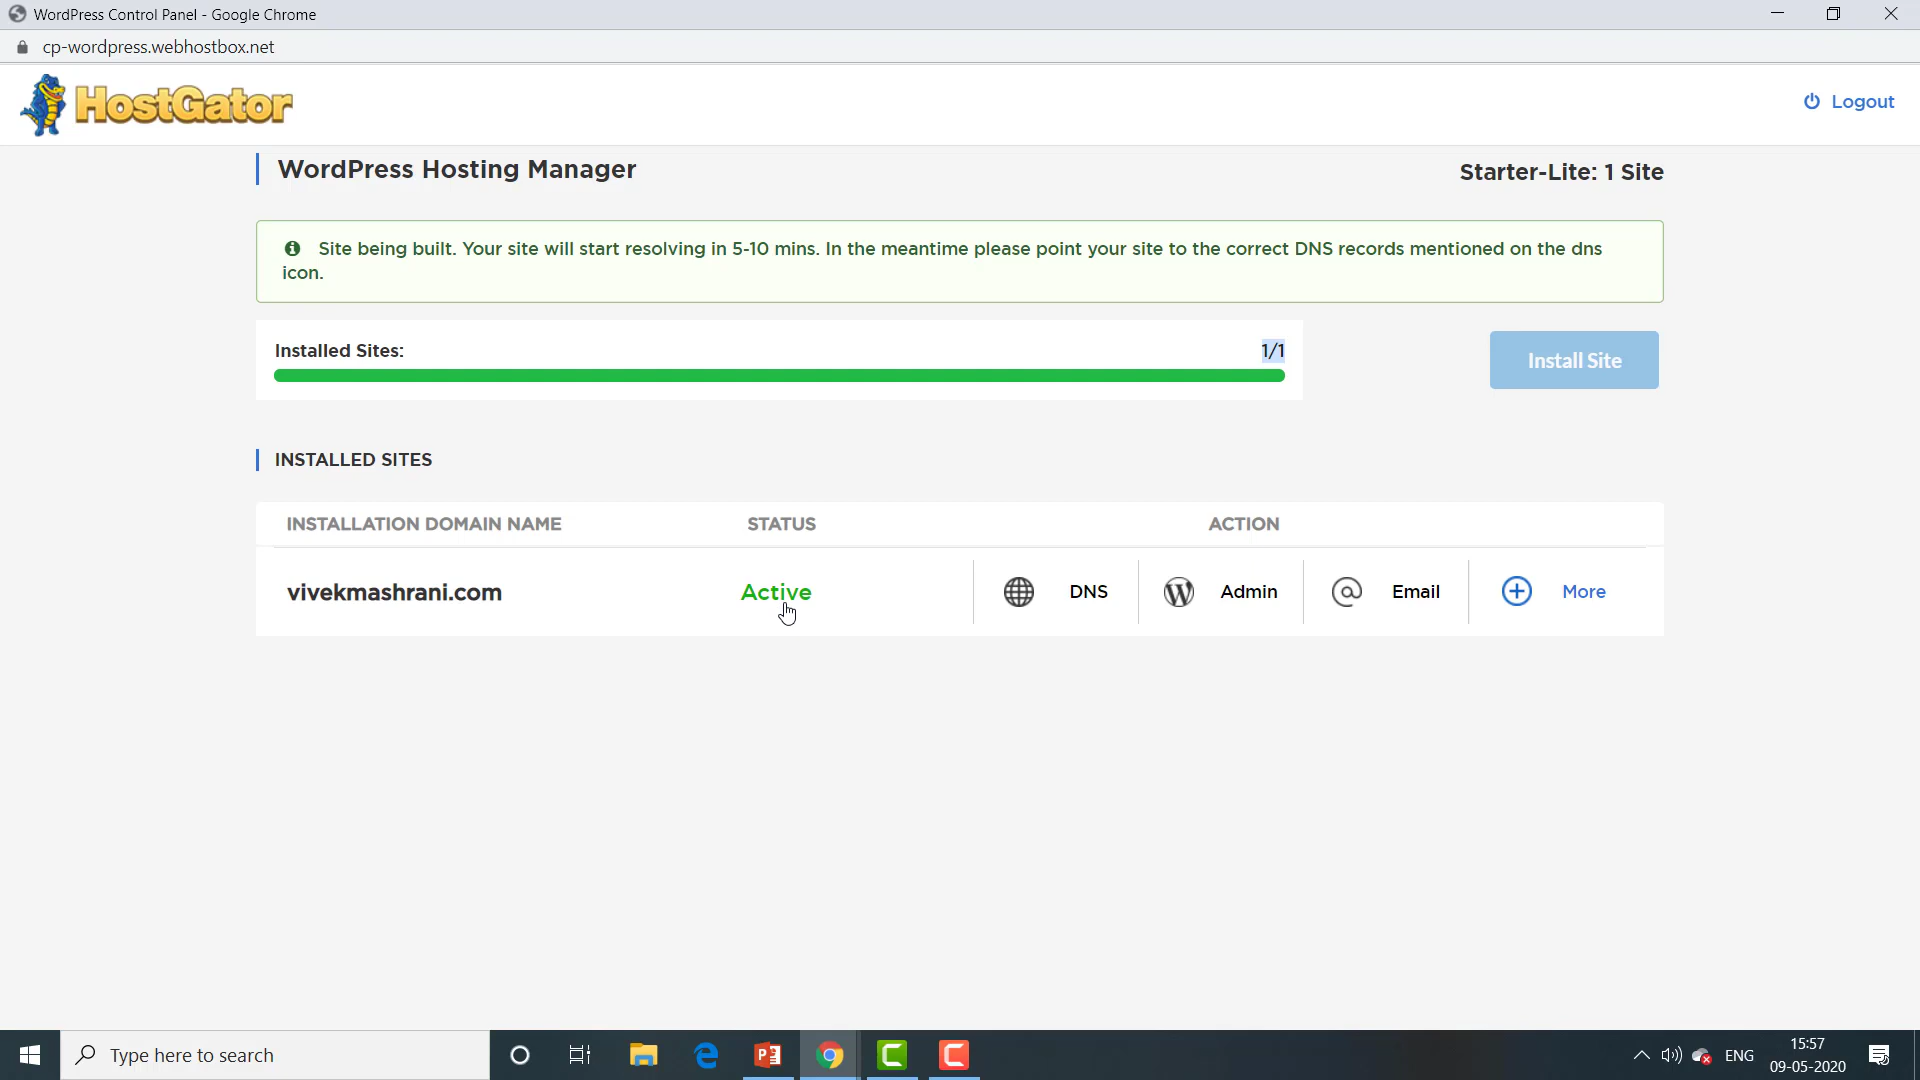 WordPress Control Panel - Google Chrome
cp-wordpress.webhostbox.net
HostGator
Logout
WordPress Hosting Manager
Starter-Lite: 1 Site
Site being built. Your site will start resolving in 5-10 mins. In the meantime please point your site to the correct DNS records mentioned on the dns
icon.
Installed Sites:
1/1
Install Site
INSTALLED SITES
INSTALLATION DOMAIN NAME
STATUS
ACTION
vivekmashrani.com
Active
DNS
Admin
Email
More
Type here to search
ENG
15:57
09-05-2020